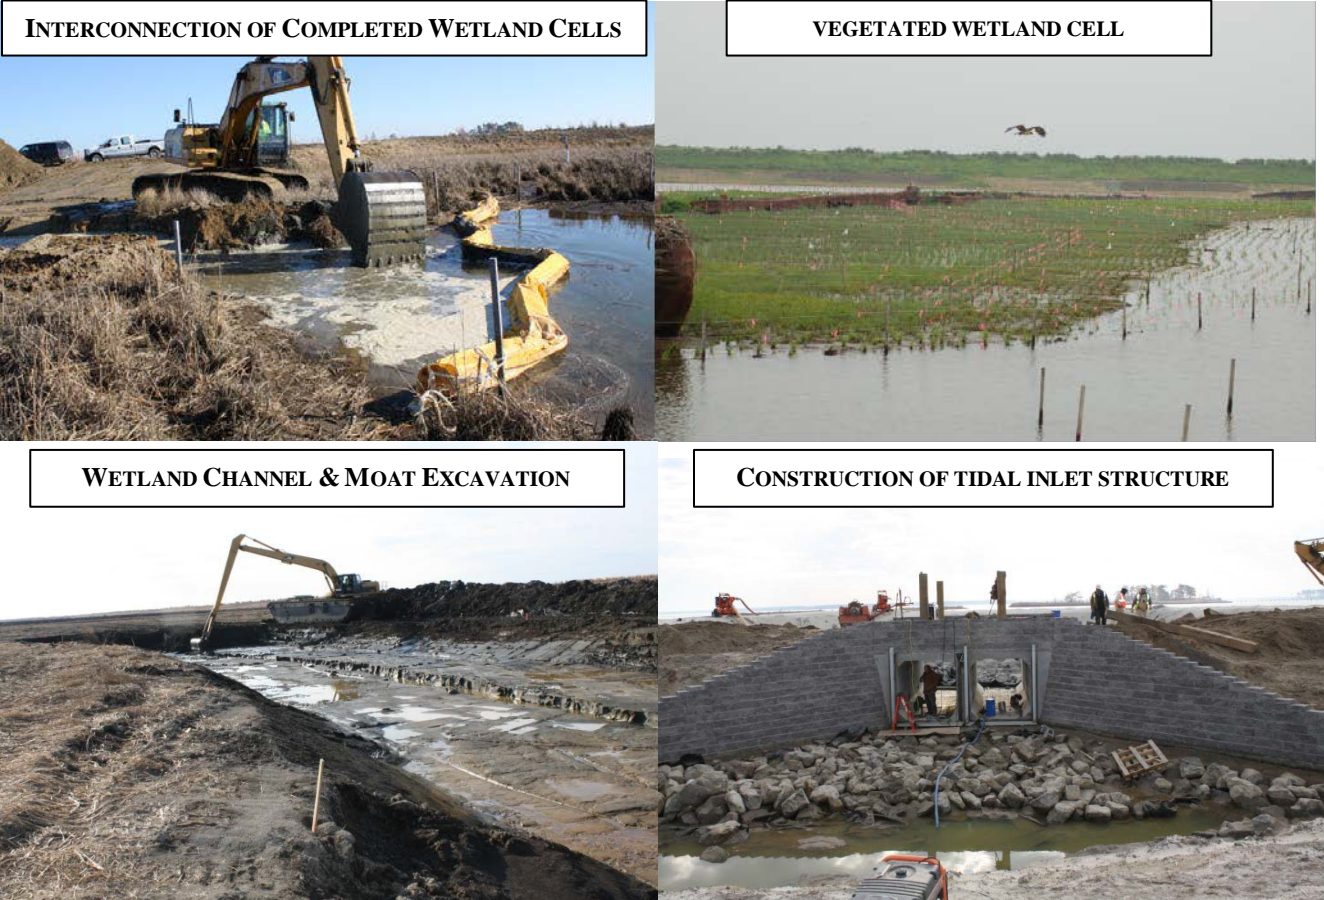 INTERCONNECTION OF COMPLETED WETLAND CELLS
VEGETATED WETLAND CELL
WETLAND CHANNEL & MOAT EXCAVATION
CONSTRUCTION OF TIDAL INLET STRUCTURE